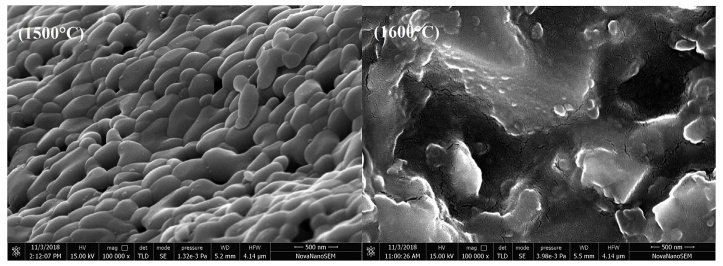 (1500°C)
(1600°C)
11/3/2018 HV mag □ det mode pressure WD HFW 500 nm
2:12:07 PM 15.00 kV 100 000 x TLD SE 1.32e-3 Pa 5.2 mm 4.14 µm NovaNanoSEM
11/3/2018 HV mag □ det mode pressure WD HFW 500 nm
11:00:26 AM 15.00 kV 100 000 x TLD SE 3.98e-3 Pa 5.5 mm 4.14 µm NovaNanoSEM